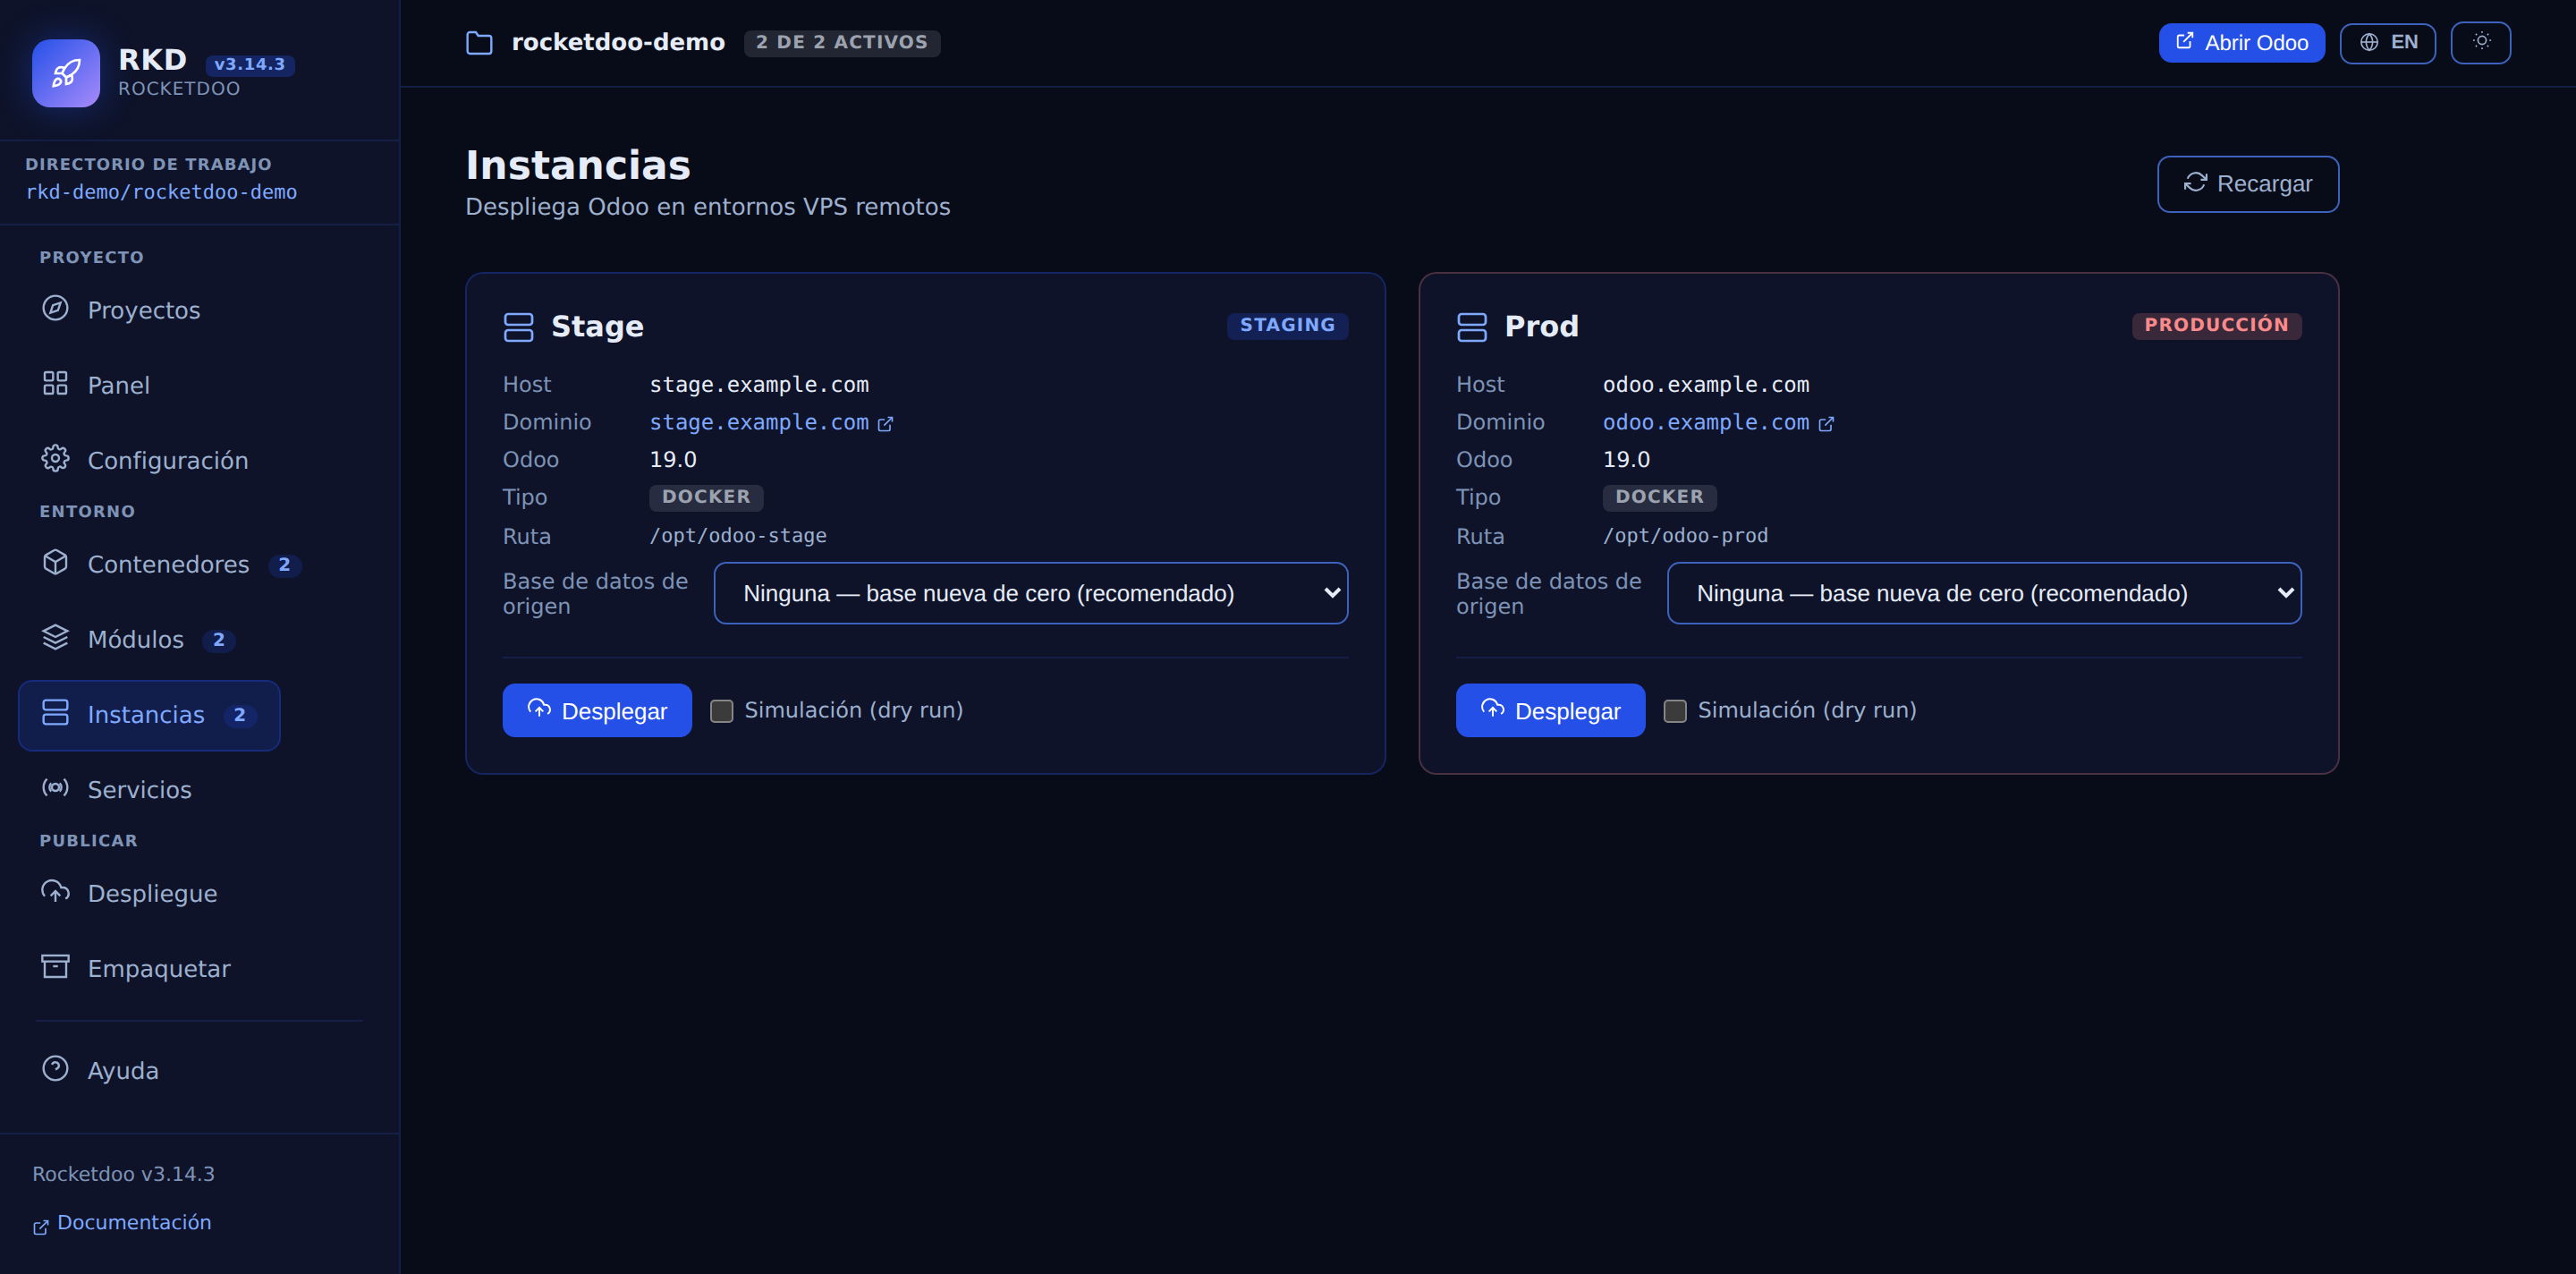 RKD v3.14.3
ROCKETDOO
DIRECTORIO DE TRABAJO
rkd-demo/rocketdoo-demo
PROYECTO
Proyectos
Panel
Configuración
ENTORNO
Contenedores 2
Módulos 2
Instancias 2
Servicios
PUBLICAR
Despliegue
Empaquetar
Ayuda
Rocketdoo v3.14.3
Documentación
rocketdoo-demo 2 DE 2 ACTIVOS
Abrir Odoo EN
Instancias
Despliega Odoo en entornos VPS remotos
Recargar
Stage STAGING
Host stage.example.com
Dominio stage.example.com
Odoo 19.0
Tipo DOCKER
Ruta /opt/odoo-stage
Base de datos de origen Ninguna — base nueva de cero (recomendado)
Desplegar Simulación (dry run)
Prod PRODUCCIÓN
Host odoo.example.com
Dominio odoo.example.com
Odoo 19.0
Tipo DOCKER
Ruta /opt/odoo-prod
Base de datos de origen Ninguna — base nueva de cero (recomendado)
Desplegar Simulación (dry run)